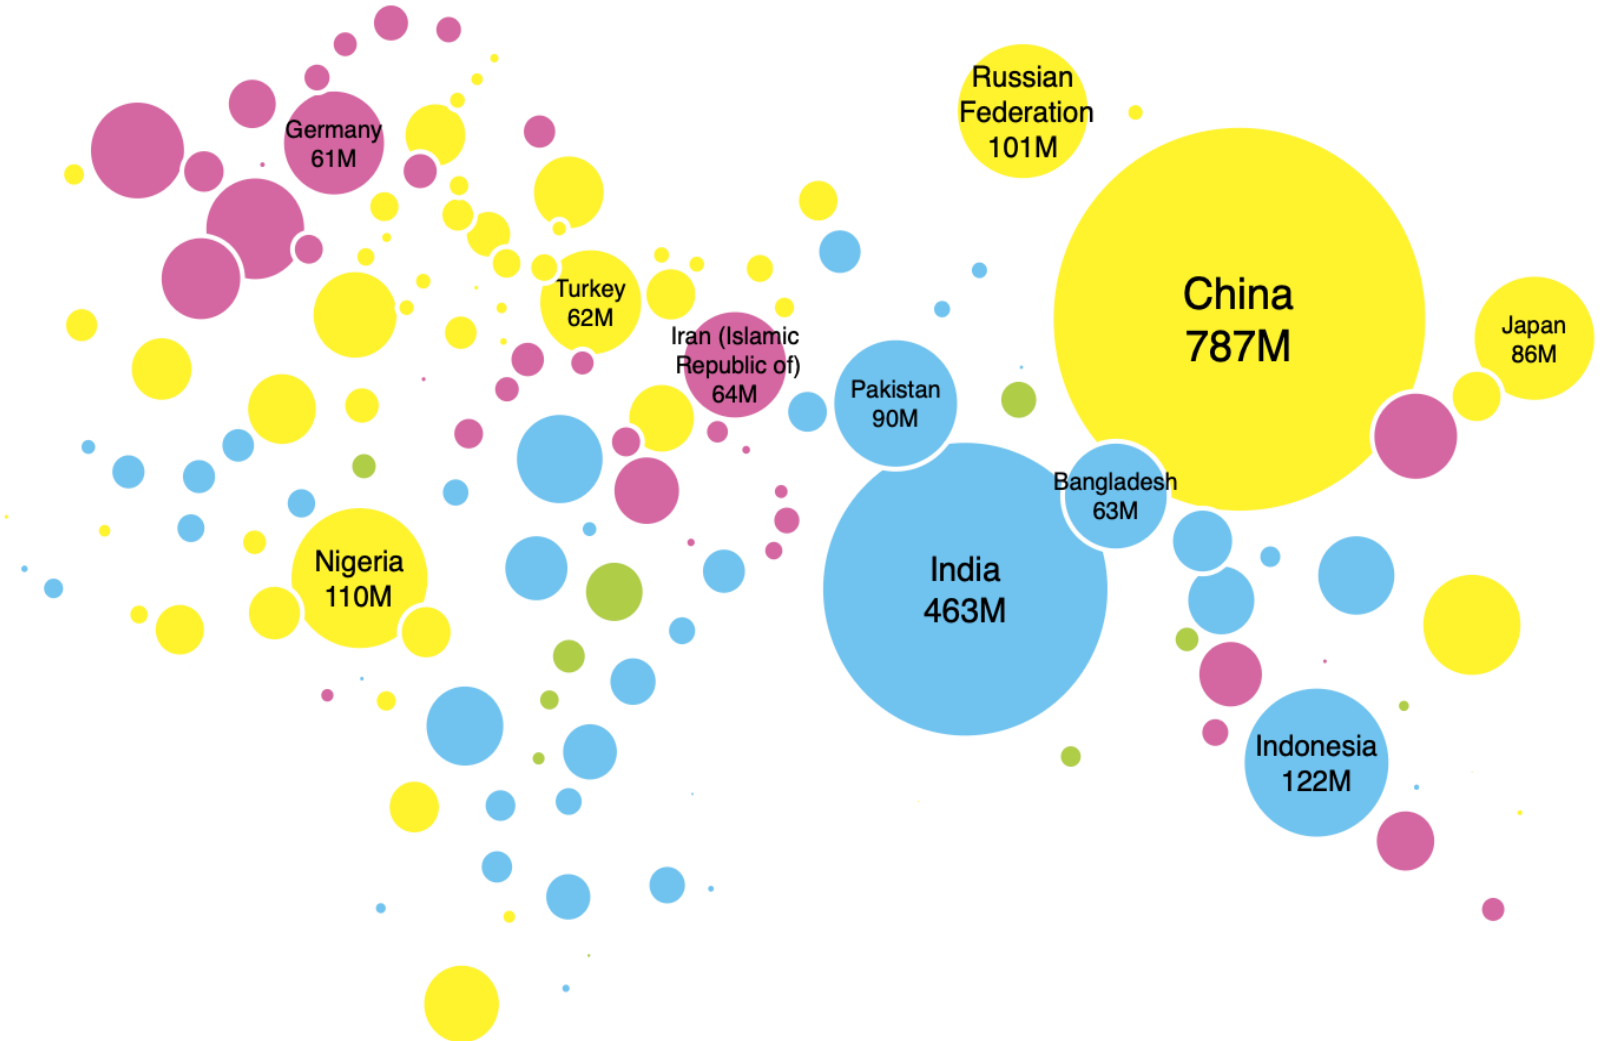 Russian
Federation
101M
Germany
61M
China
787M
Turkey
62M
Japan
86M
Iran (Islamic
Republic of)
64M
Pakistan
90M
Bangladesh
63M
Nigeria
110M
India
463M
Indonesia
122M